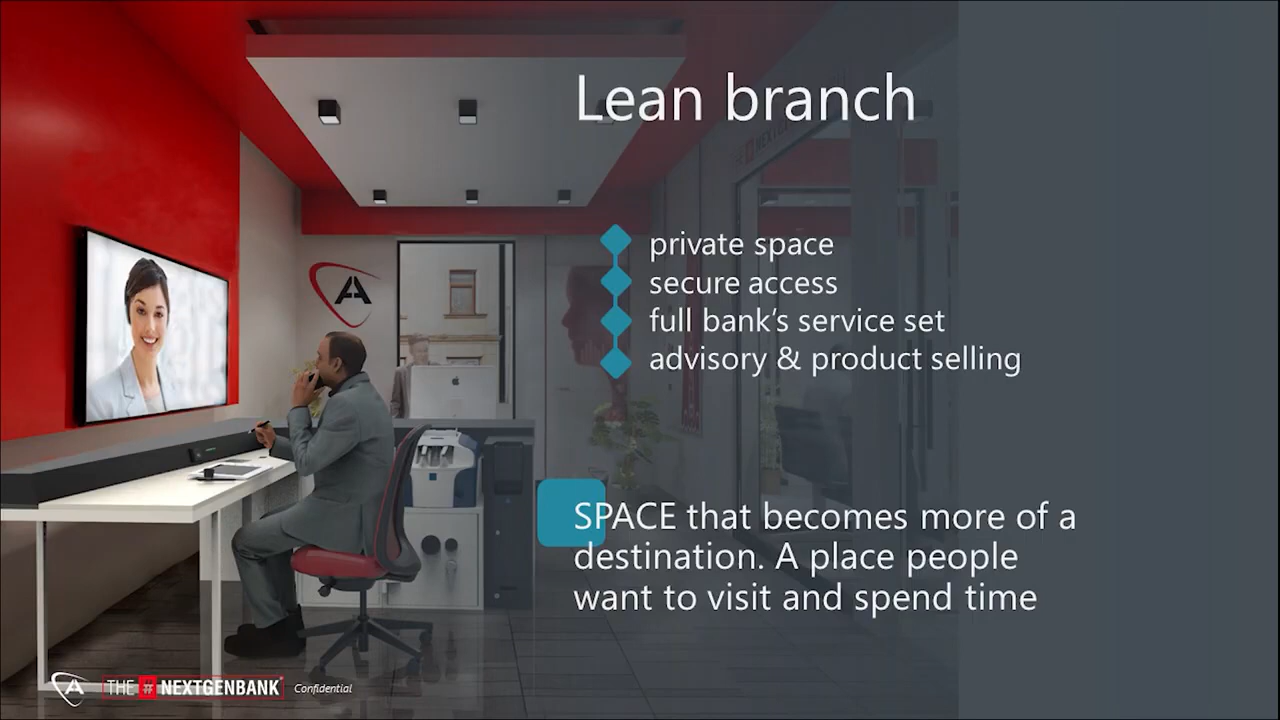 Lean branch
private space
secure access
full bank's service set
advisory & product selling
SPACE that becomes more of a
destination. A place people
want to visit and spend time
THE # NEXTGENBANK Confidential